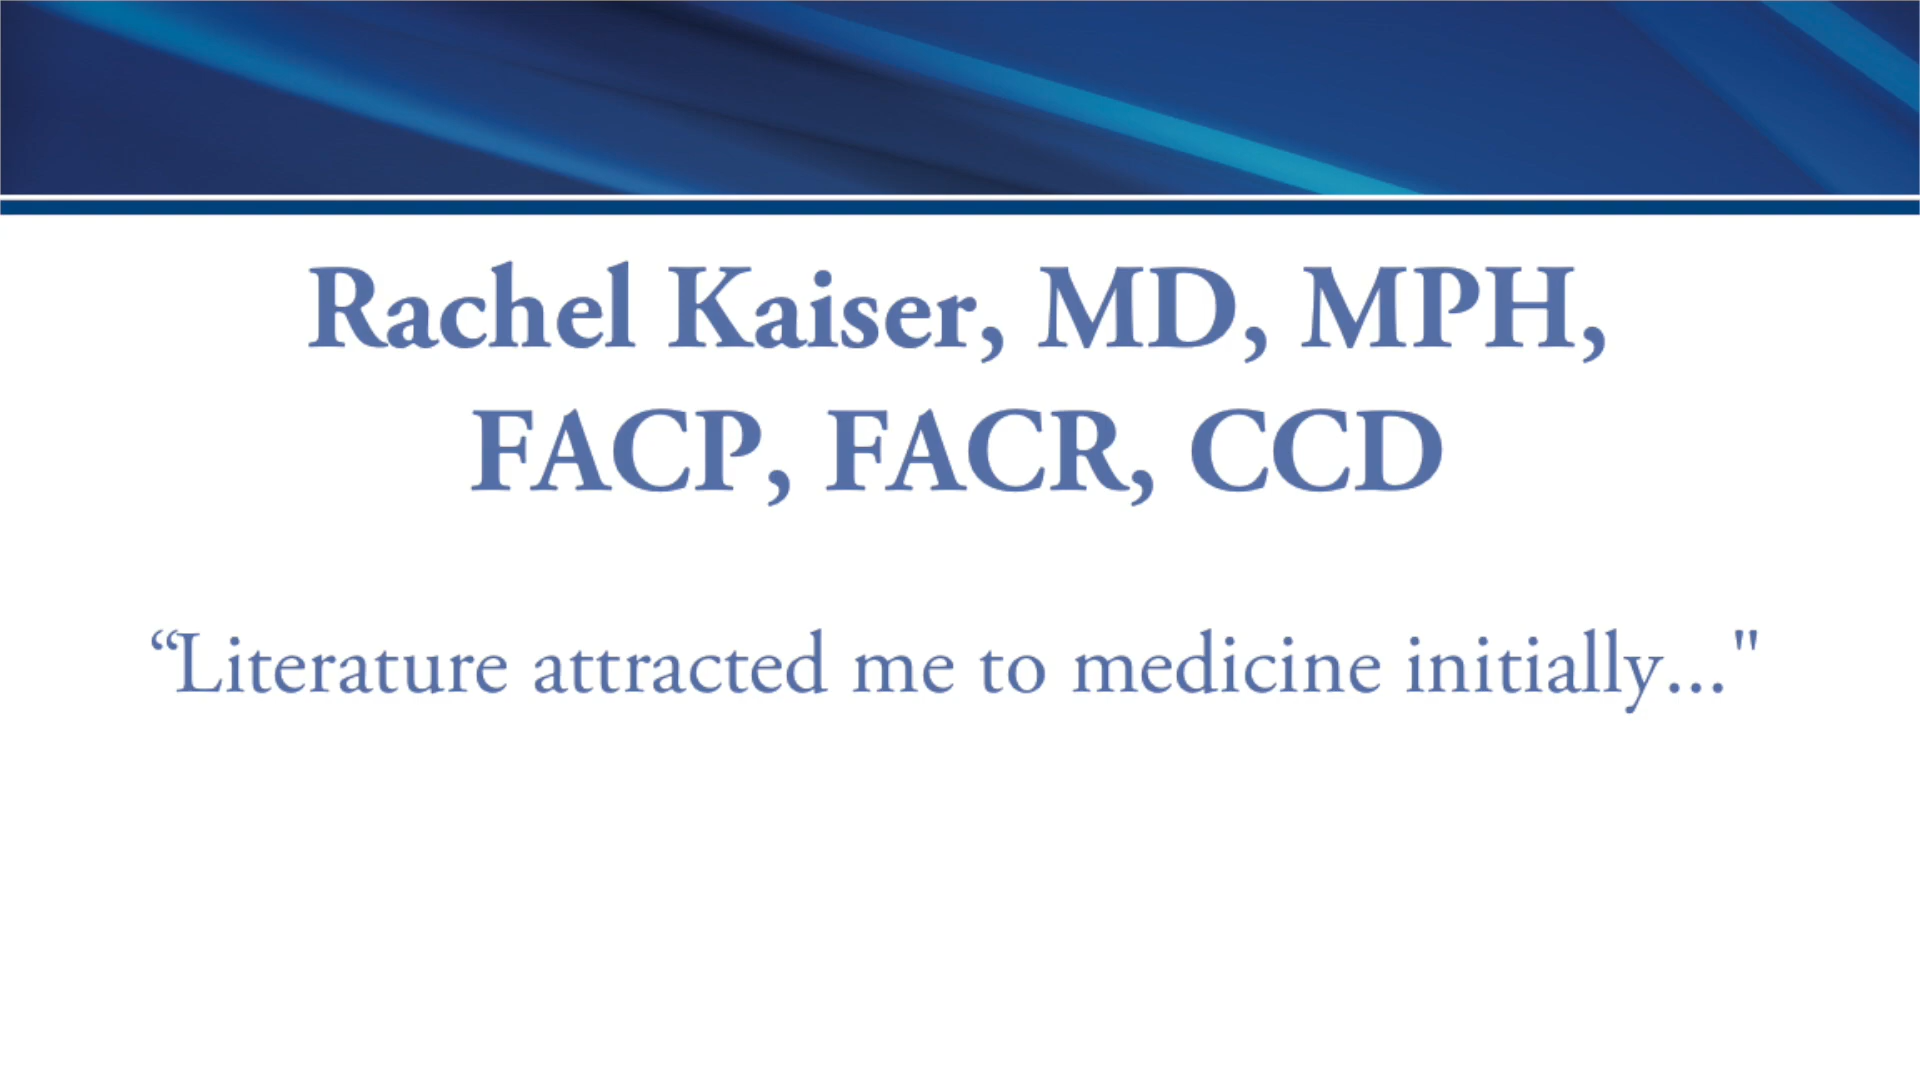 Rachel Kaiser, MD, MPH,
FACP, FACR, CCD
“Literature attracted me to medicine initially..."